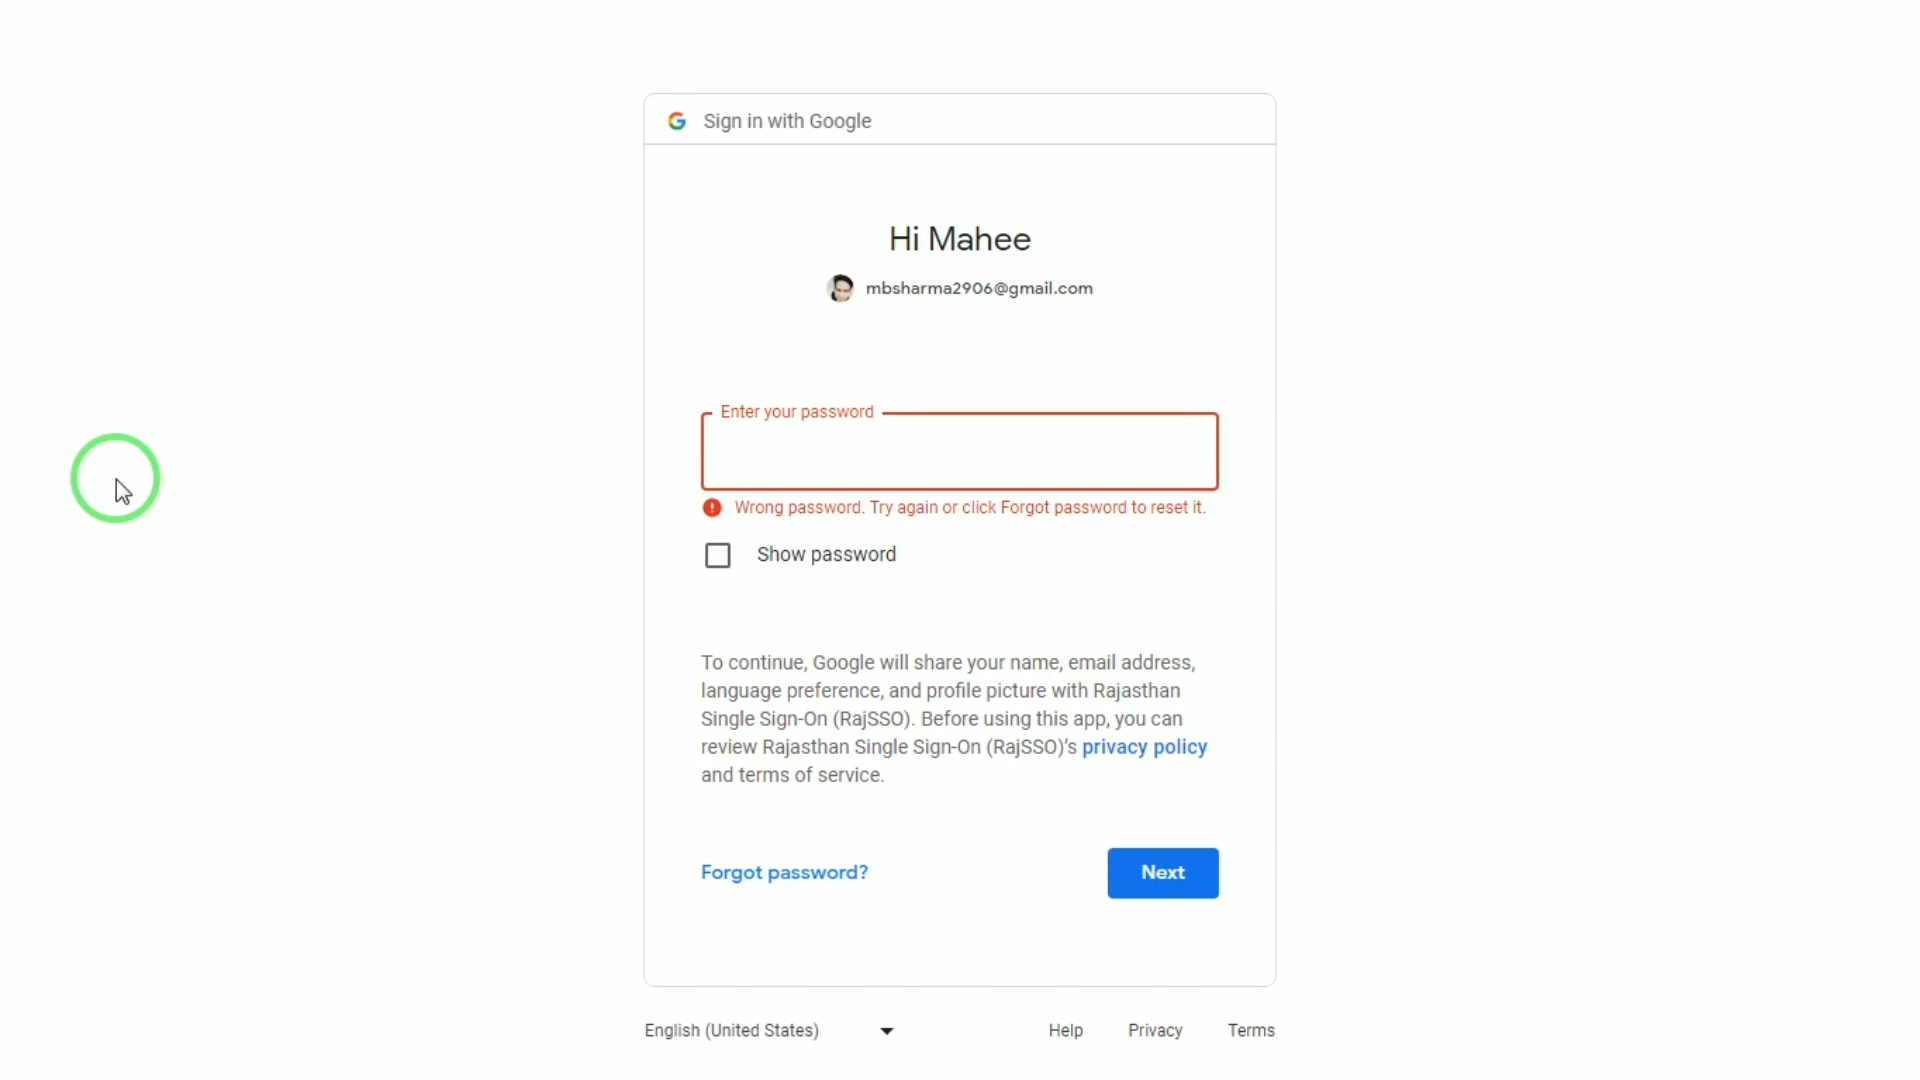 Sign in with Google
Hi Mahee
mbsharma2906@gmail.com
Enter your password
Wrong password. Try again or click Forgot password to reset it.
Show password
To continue, Google will share your name, email address,
language preference, and profile picture with Rajasthan
Single Sign-On (RajSSO). Before using this app, you can
review Rajasthan Single Sign-On (RajSSO)'s privacy policy
and terms of service.
Forgot password?
Next
English (United States)
Help
Privacy
Terms